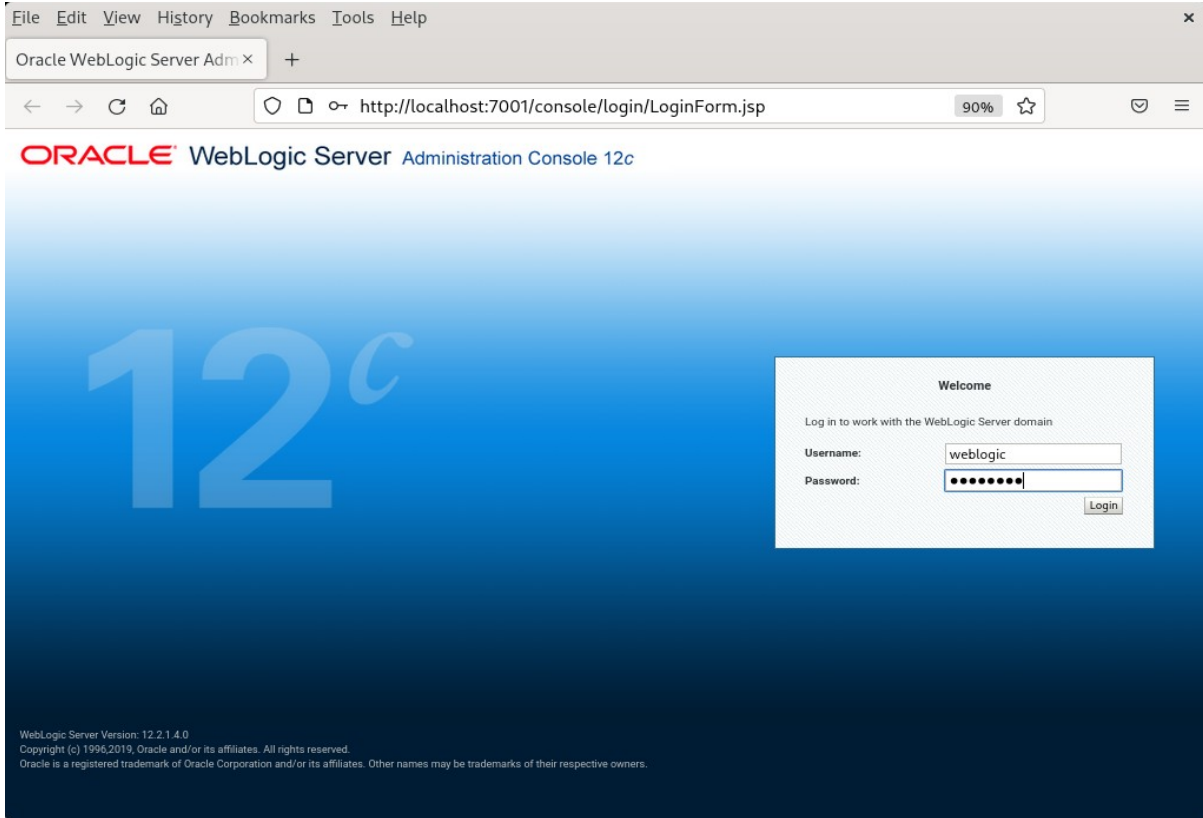 File Edit View History Bookmarks Tools Help
Oracle WebLogic Server Adm
http://localhost:7001/console/login/LoginForm.jsp 90%
ORACLE WebLogic Server Administration Console 12c
12c
Welcome
Log in to work with the WebLogic Server domain
Username: weblogic
Password: ●●●●●●●●
Login
WebLogic Server Version: 12.2.1.4.0
Copyright (c) 1996,2019, Oracle and/or its affiliates. All rights reserved.
Oracle is a registered trademark of Oracle Corporation and/or its affiliates. Other names may be trademarks of their respective owners.